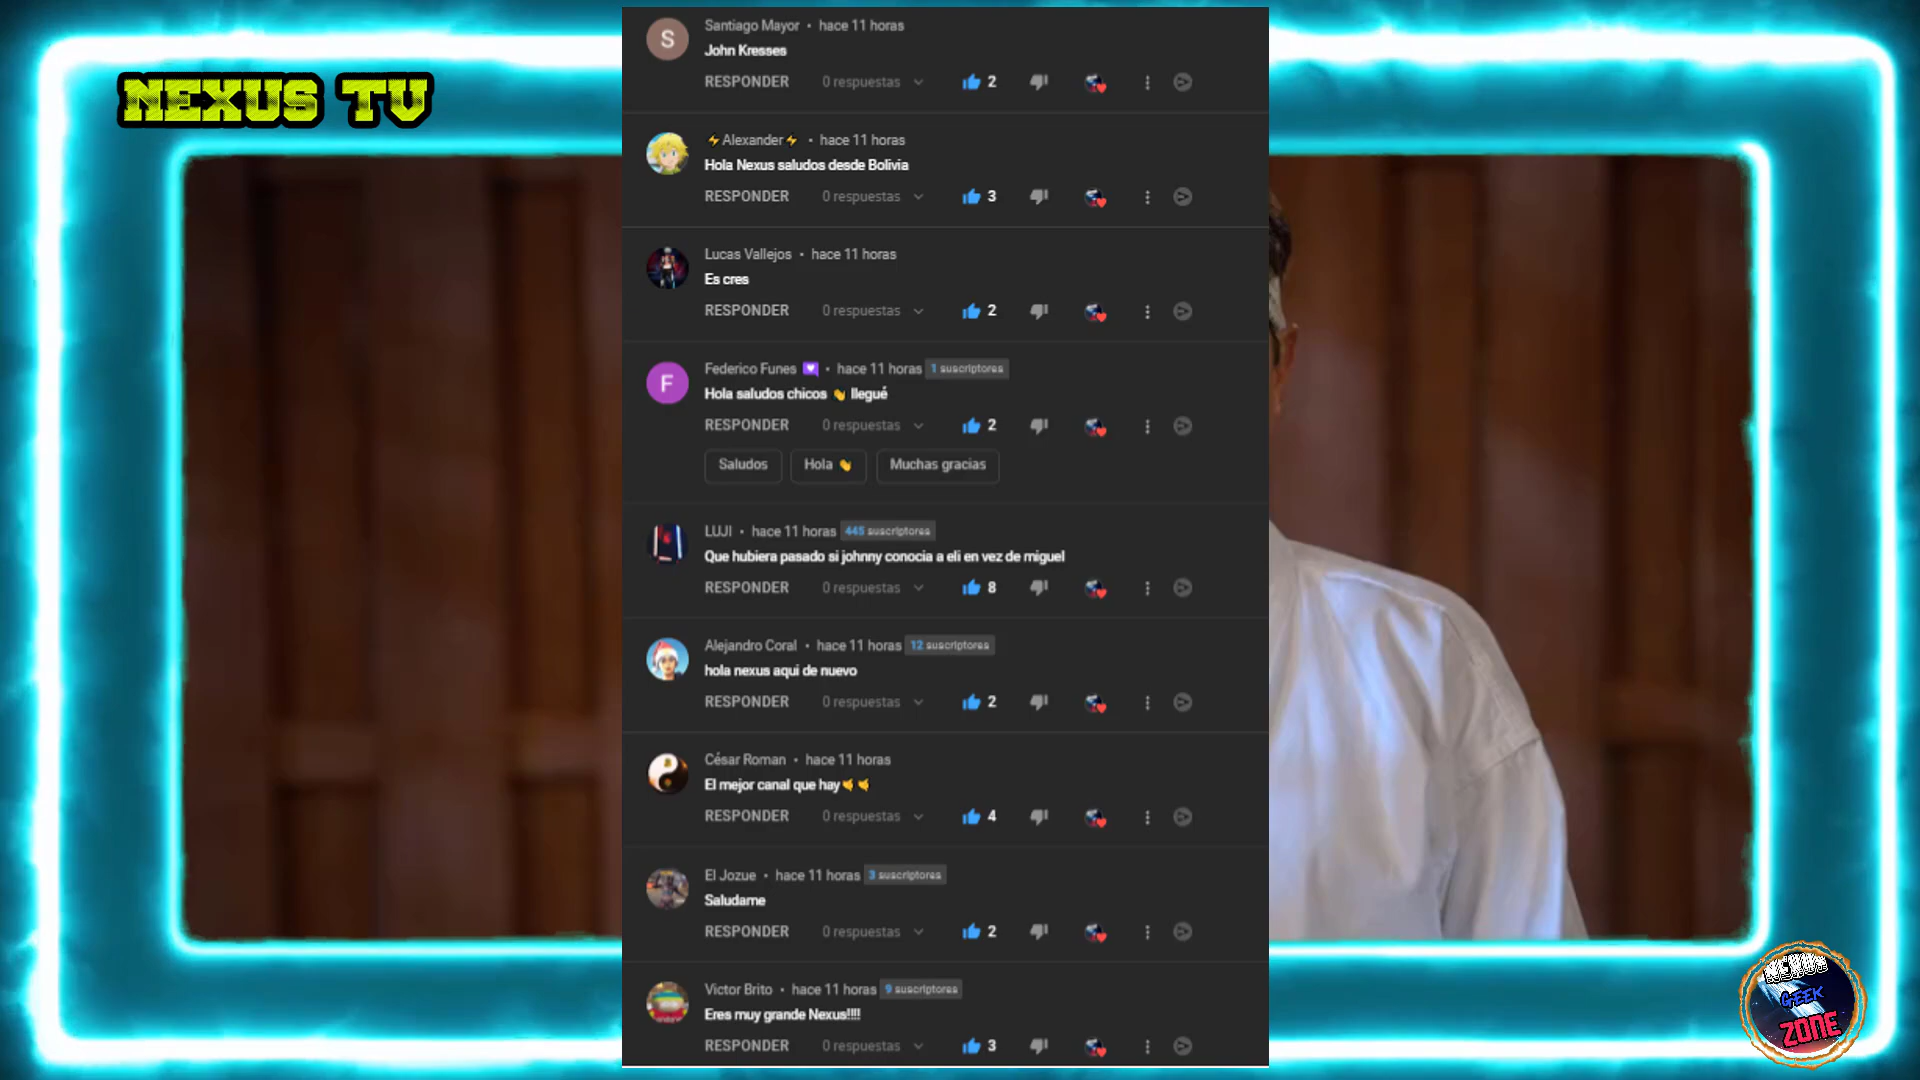 NEXUS TV
Santiago Mayor • hace 11 horas
John Kresses
RESPONDER 0 respuestas 2
⚡Alexander⚡ • hace 11 horas
Hola Nexus saludos desde Bolivia
RESPONDER 0 respuestas 3
Lucas Vallejos • hace 11 horas
Es cres
RESPONDER 0 respuestas 2
F
Federico Funes 💜 • hace 11 horas 1 suscriptores
Hola saludos chicos 👋 llegué
RESPONDER 0 respuestas 2
Saludos Hola 👋 Muchas gracias
LUJI • hace 11 horas 445 suscriptores
Que hubiera pasado si johnny conocia a eli en vez de miguel
RESPONDER 0 respuestas 8
Alejandro Coral • hace 11 horas 12 suscriptores
hola nexus aqui de nuevo
RESPONDER 0 respuestas 2
César Roman • hace 11 horas
El mejor canal que hay
RESPONDER 0 respuestas 4
El Jozue • hace 11 horas 3 suscriptores
Saludame
RESPONDER 0 respuestas 2
Victor Brito • hace 11 horas 9 suscriptores
Eres muy grande Nexus!!!!
RESPONDER 0 respuestas 3
S
NEXUS
GEEK
ZONE